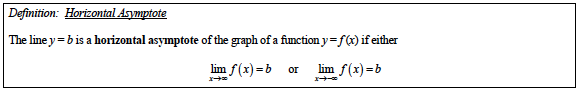 Definition: Horizontal Asymptote
The line y = b is a horizontal asymptote of the graph of a function y = f(x) if either
lim x→∞ f(x) = b or lim x→−∞ f(x) = b